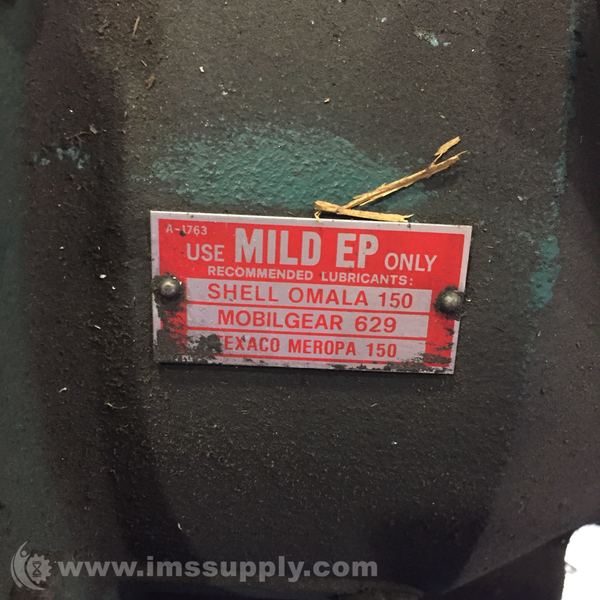 A-1763
USE MILD EP ONLY
RECOMMENDED LUBRICANTS:
SHELL OMALA 150
MOBILGEAR 629
EXACO MEROPA 150
www.imssupply.com